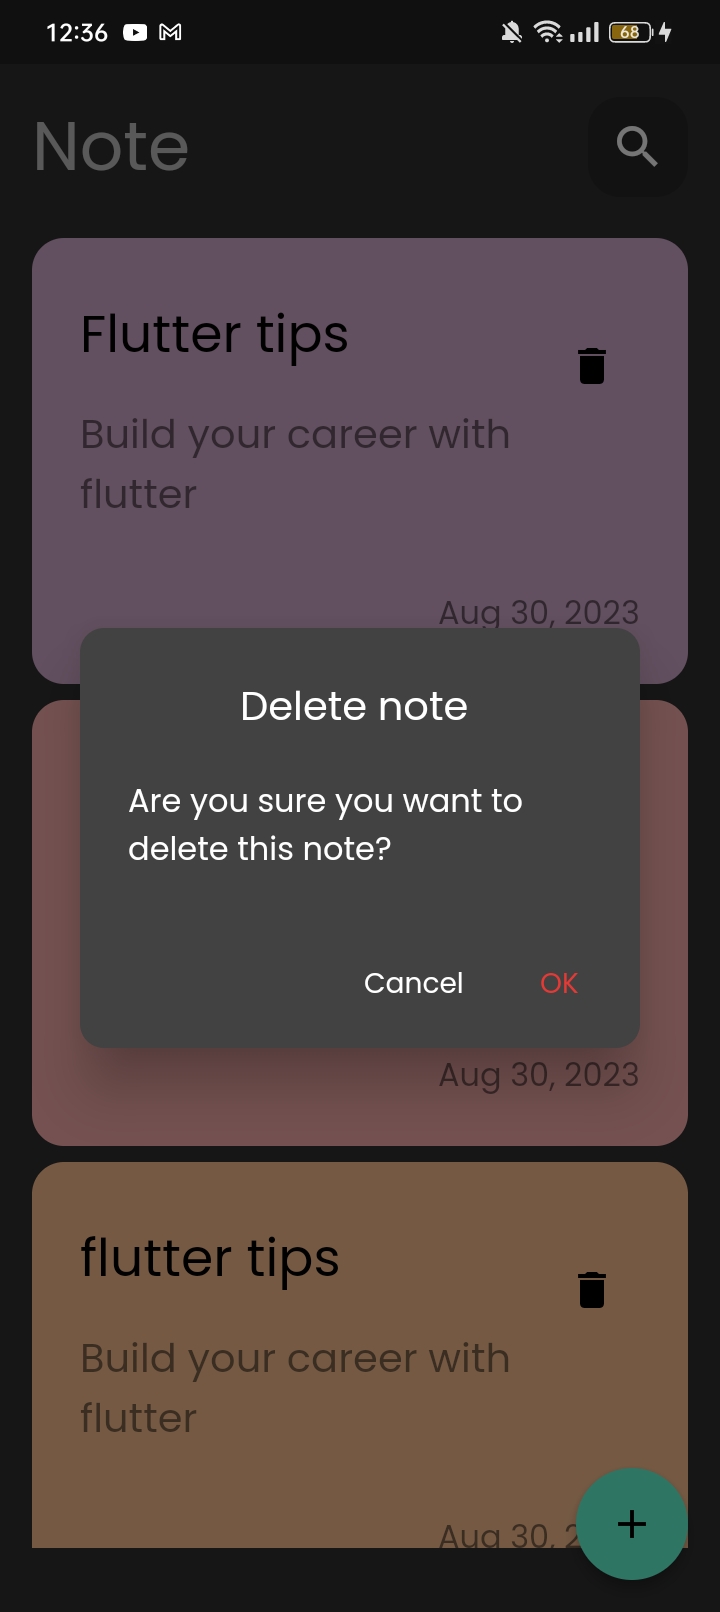 12:36
68
Note
Flutter tips
Build your career with
flutter
Aug 30, 2023
Delete note
Are you sure you want to
delete this note?
Cancel OK
Aug 30, 2023
flutter tips
Build your career with
flutter
Aug 30, 2